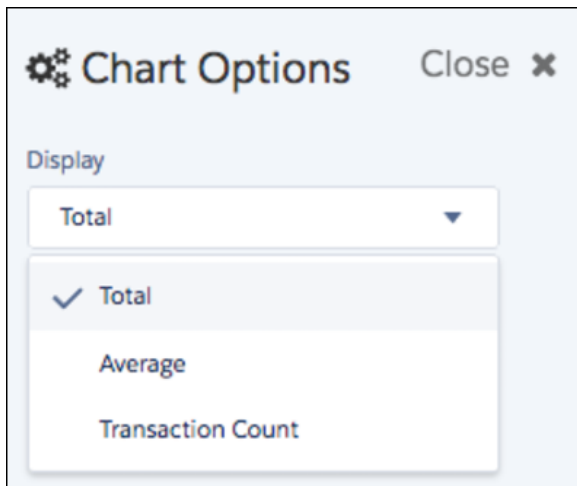 Chart Options
Close
Display
Total
Total
Average
Transaction Count